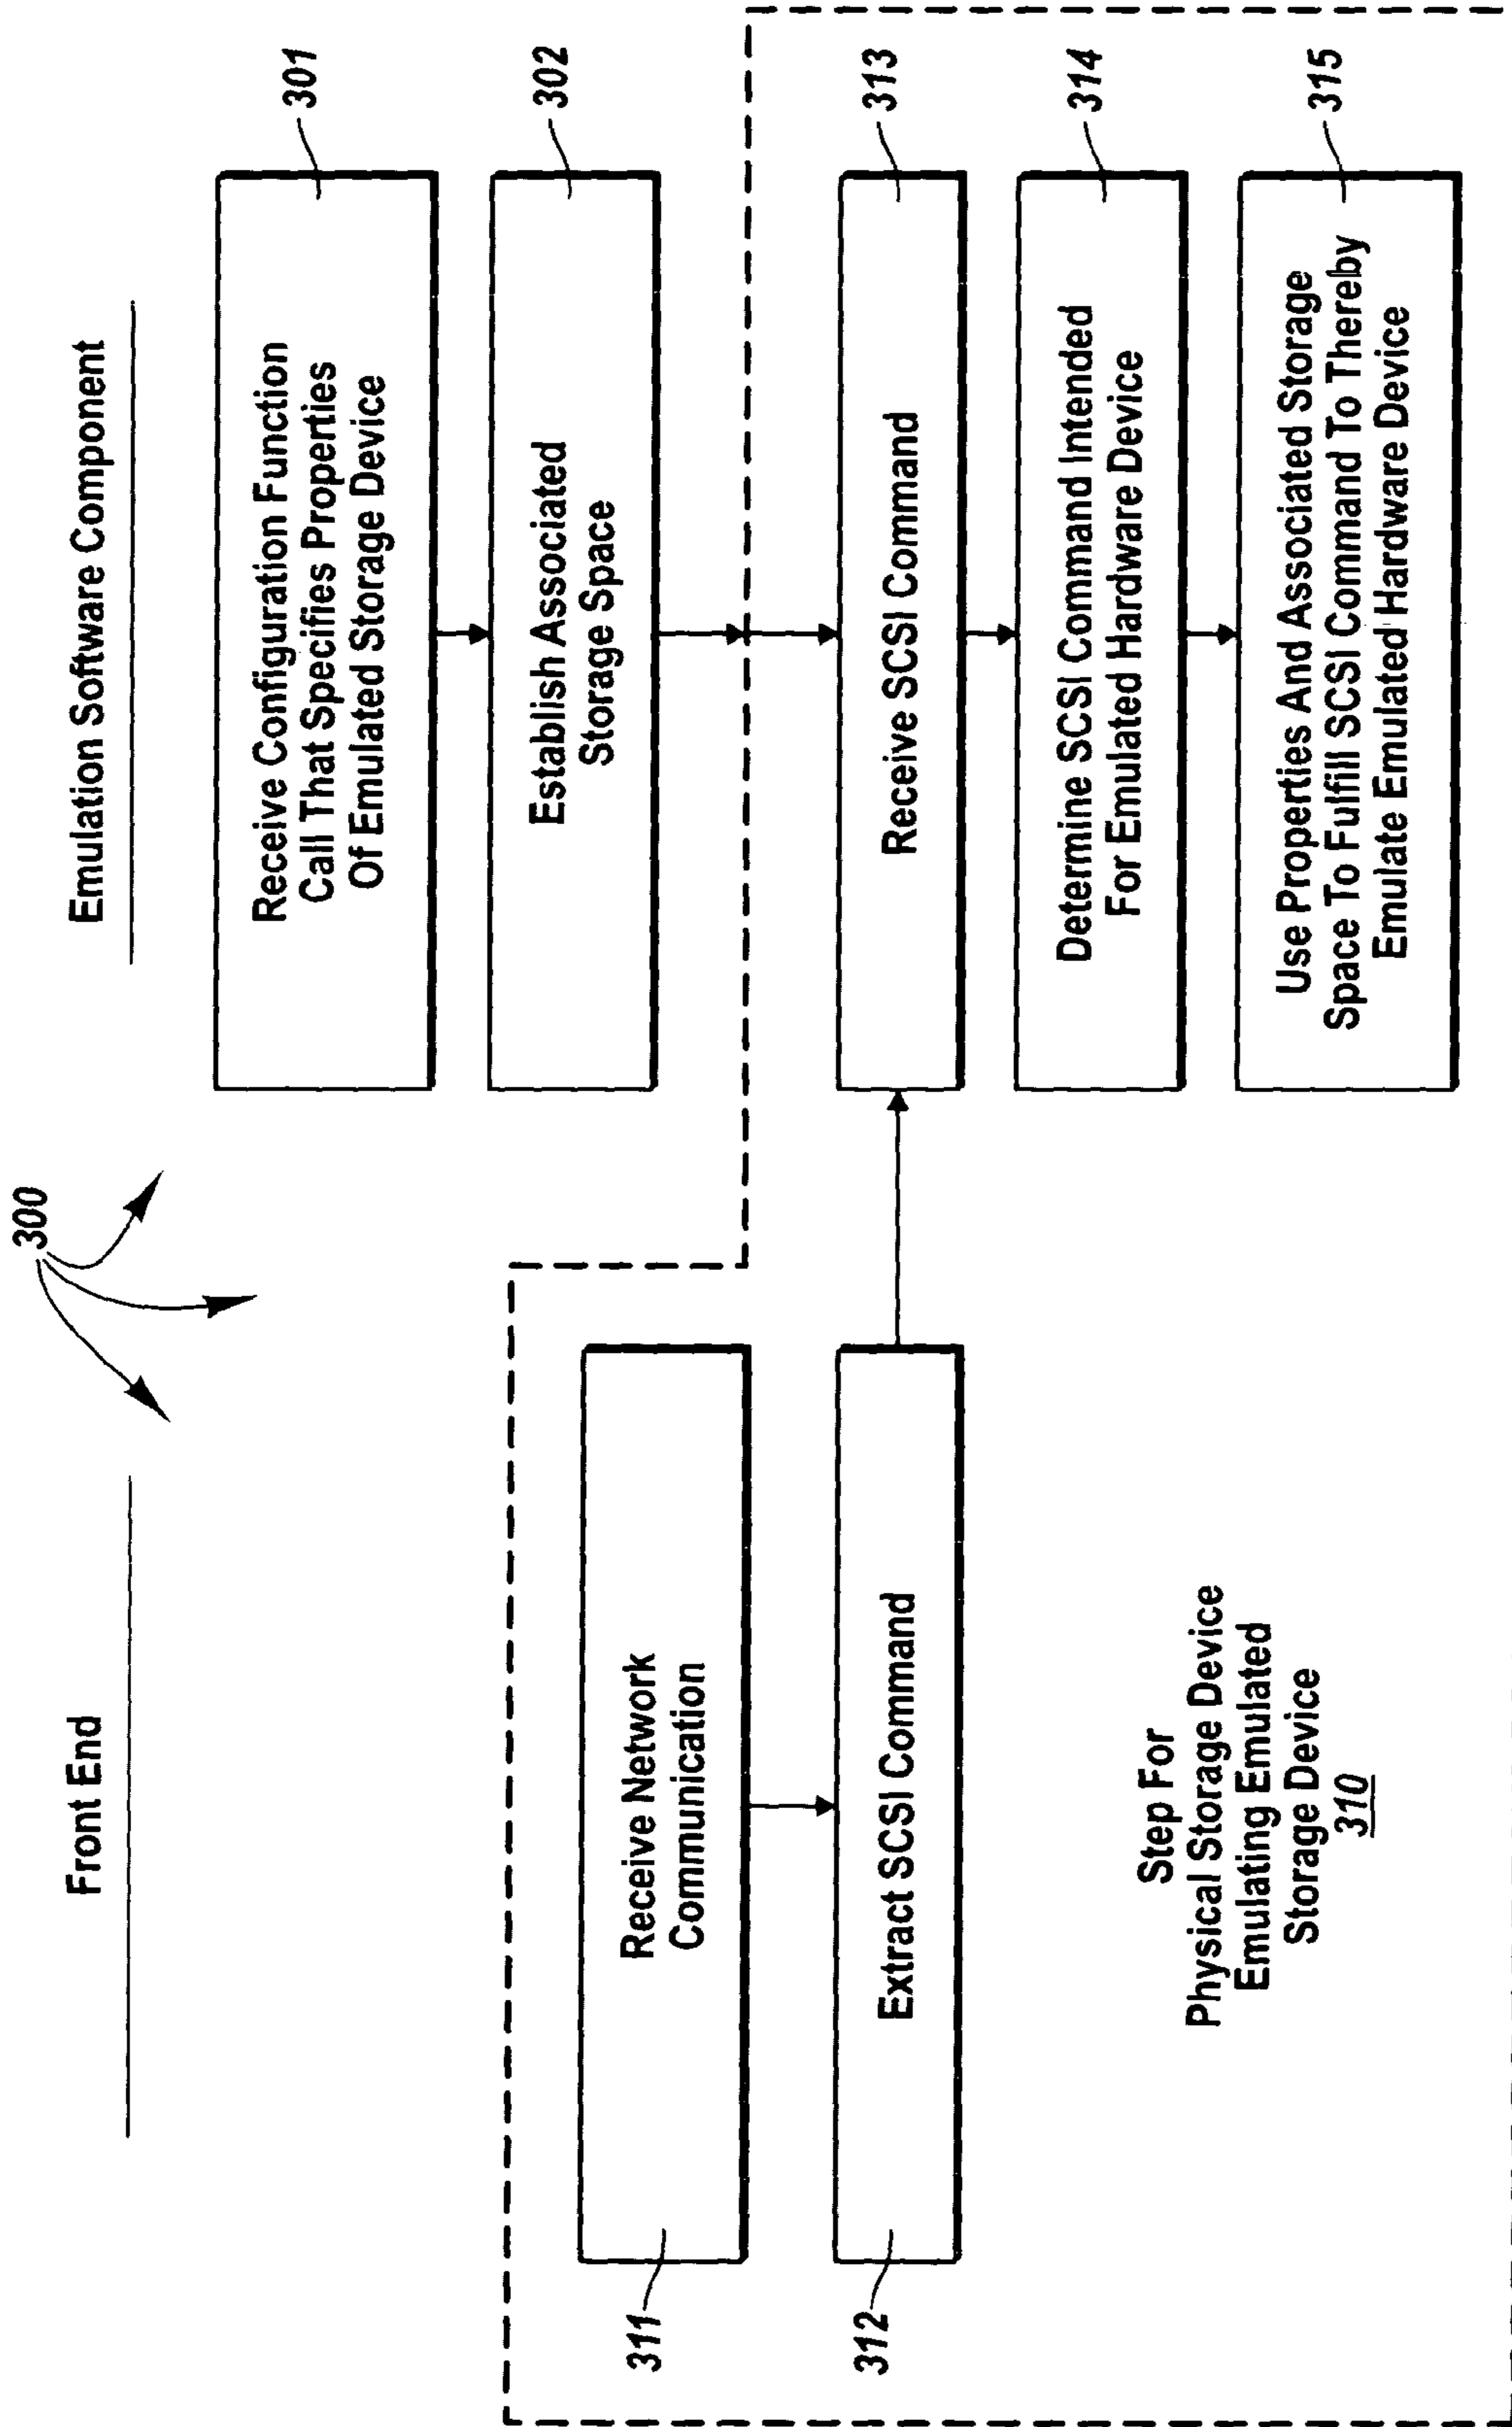 300
Front End
Emulation Software Component
Receive Configuration Function
Call That Specifies Properties
Of Emulated Storage Device
301
Establish Associated
Storage Space
302
311
Receive Network
Communication
312
Extract SCSI Command
Receive SCSI Command
313
Determine SCSI Command Intended
For Emulated Hardware Device
314
Use Properties And Associated Storage
Space To Fulfill SCSI Command To Thereby
Emulate Emulated Hardware Device
315
Step For
Physical Storage Device
Emulating Emulated
Storage Device
310